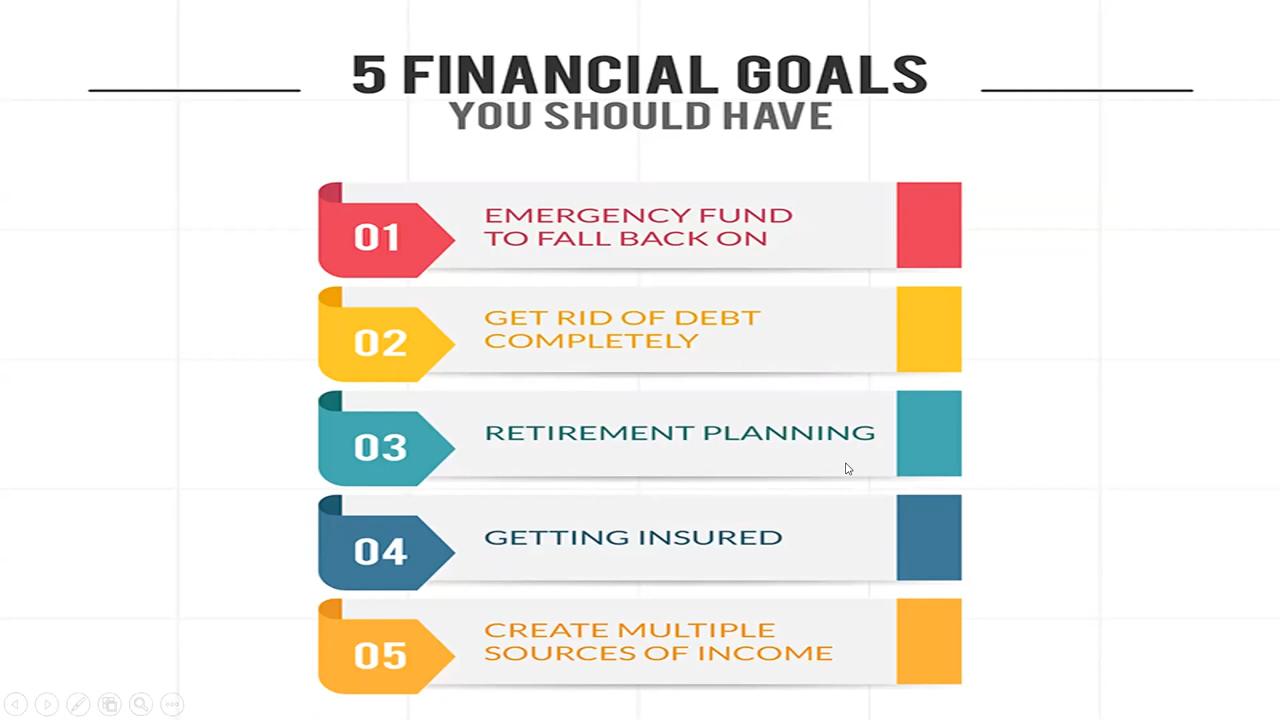 5 FINANCIAL GOALS
YOU SHOULD HAVE
01
EMERGENCY FUND
TO FALL BACK ON
02
GET RID OF DEBT
COMPLETELY
03
RETIREMENT PLANNING
04
GETTING INSURED
05
CREATE MULTIPLE
SOURCES OF INCOME